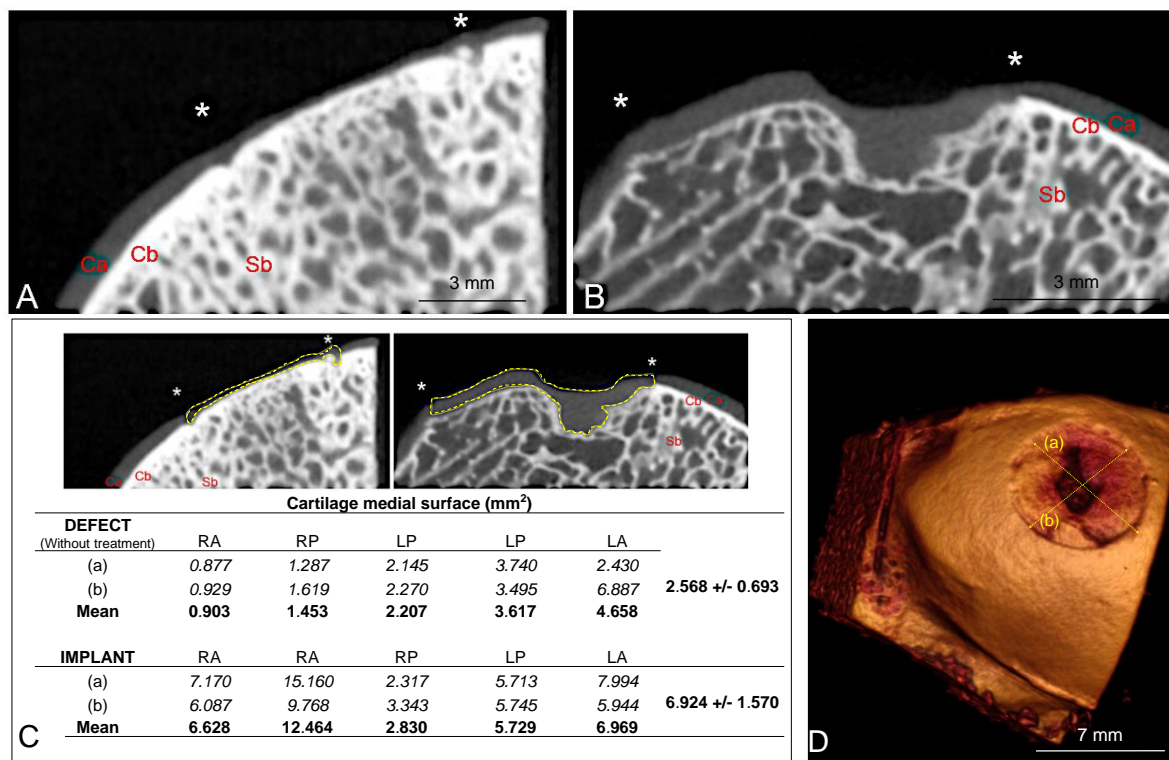 *
*
Ca
Cb
Sb
3 mm
A
*
*
Cb Ca
Sb
3 mm
B
*
*
Ca
Cb
Sb
*
*
Cb Ca
Sb
Cartilage medial surface (mm²)
DEFECT
(Without treatment) RA RP LP LP LA
(a) 0.877 1.287 2.145 3.740 2.430
(b) 0.929 1.619 2.270 3.495 6.887 2.568 +/- 0.693
Mean 0.903 1.453 2.207 3.617 4.658
IMPLANT RA RA RP LP LA
(a) 7.170 15.160 2.317 5.713 7.994
(b) 6.087 9.768 3.343 5.745 5.944 6.924 +/- 1.570
Mean 6.628 12.464 2.830 5.729 6.969
C
(a)
(b)
7 mm
D